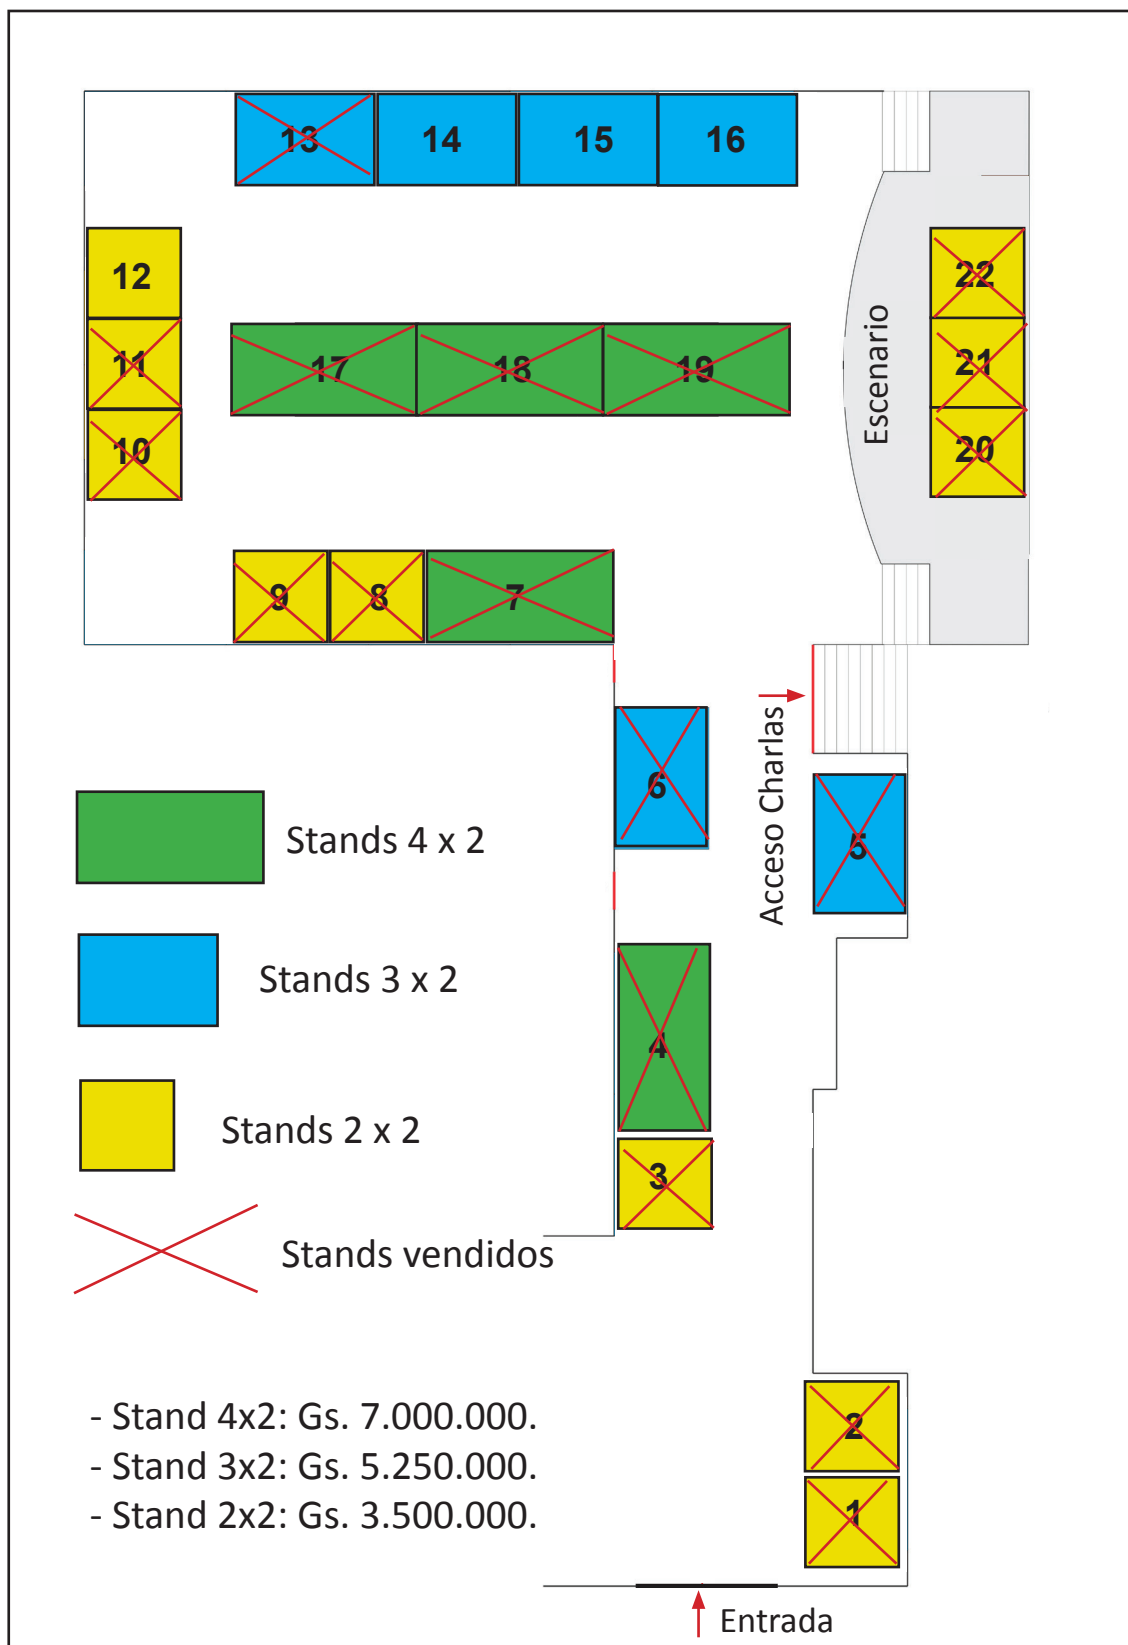 13 14 15 16
12
11
10
17 18 19
22
21
20
Escenario
9 8 7
6
Acceso Charlas
5
4
3
Stands 4 x 2
Stands 3 x 2
Stands 2 x 2
Stands vendidos
2
1
- Stand 4x2: Gs. 7.000.000.
- Stand 3x2: Gs. 5.250.000.
- Stand 2x2: Gs. 3.500.000.
Entrada